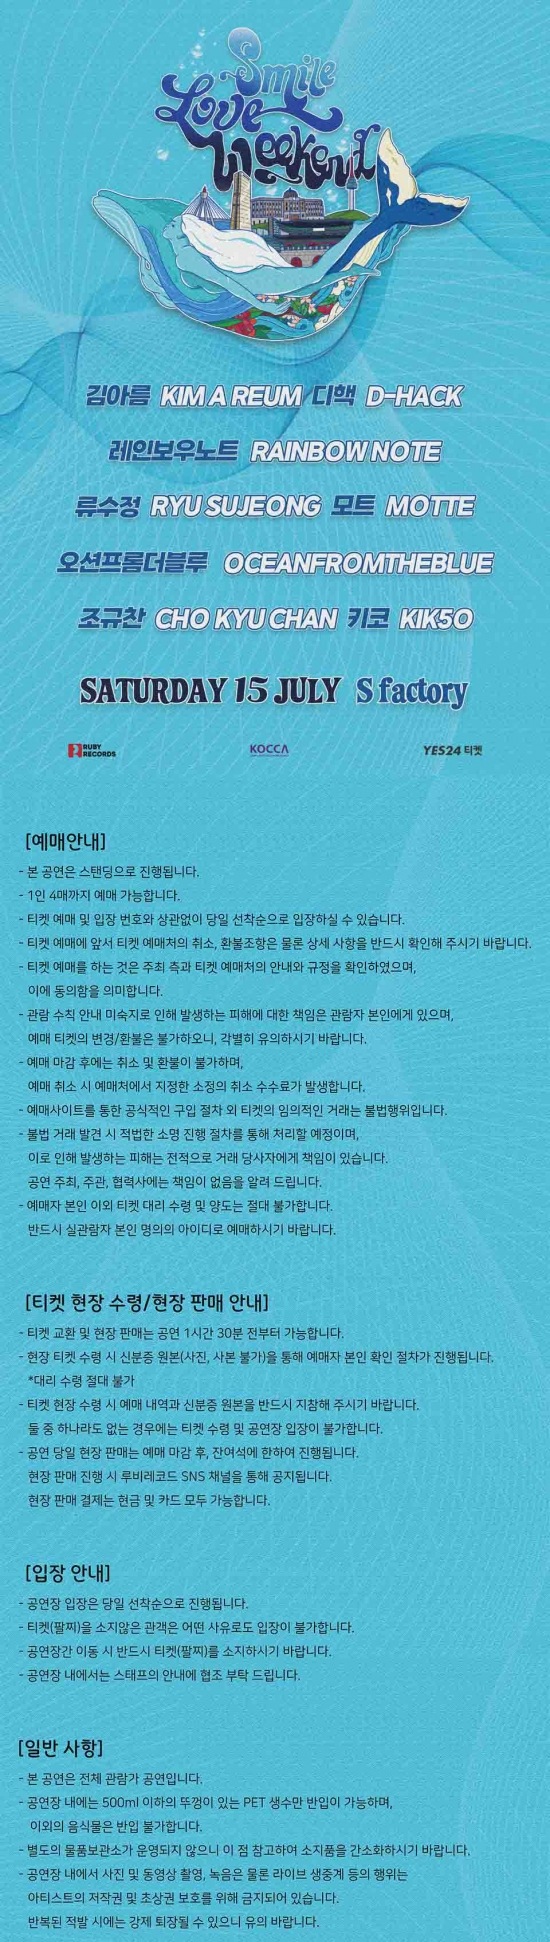 Smile
Love
Weekend
김아름 KIM A REUM 디핵 D-HACK
레인보우노트 RAINBOW NOTE
류수정 RYU SUJEONG 모트 MOTTE
오션프롬더블루 OCEANFROMTHEBLUE
조규찬 CHO KYU CHAN 키코 KIK5O
SATURDAY 15 JULY S factory
RUBY RECORDS KOCCA YES24 티켓
[예매안내]
- 본 공연은 스탠딩으로 진행됩니다.
- 1인 4매까지 예매 가능합니다.
- 티켓 예매 및 입장 번호와 상관없이 당일 선착순으로 입장하실 수 있습니다.
- 티켓 예매에 앞서 티켓 예매처의 취소, 환불조항은 물론 상세 사항을 반드시 확인해 주시기 바랍니다.
- 티켓 예매를 하는 것은 주최 측과 티켓 예매처의 안내와 규정을 확인하였으며,
이에 동의함을 의미합니다.
- 관람 수칙 안내 미숙지로 인해 발생하는 피해에 대한 책임은 관람자 본인에게 있으며,
예매 티켓의 변경/환불은 불가하오니, 각별히 유의하시기 바랍니다.
- 예매 마감 후에는 취소 및 환불이 불가하며,
예매 취소 시 예매처에서 지정한 소정의 취소 수수료가 발생합니다.
- 예매사이트를 통한 공식적인 구입 절차 외 티켓의 임의적인 거래는 불법행위입니다.
- 불법 거래 발견 시 적법한 소명 진행 절차를 통해 처리할 예정이며,
이로 인해 발생하는 피해는 전적으로 거래 당사자에게 책임이 있습니다.
공연 주최, 주관, 협력사에는 책임이 없음을 알려 드립니다.
- 예매자 본인 이외 티켓 대리 수령 및 양도는 절대 불가합니다.
반드시 실관람자 본인 명의의 아이디로 예매하시기 바랍니다.
[티켓 현장 수령/현장 판매 안내]
- 티켓 교환 및 현장 판매는 공연 1시간 30분 전부터 가능합니다.
- 현장 티켓 수령 시 신분증 원본(사진, 사본 불가)을 통해 예매자 본인 확인 절차가 진행됩니다.
*대리 수령 절대 불가
- 티켓 현장 수령 시 예매 내역과 신분증 원본을 반드시 지참해 주시기 바랍니다.
둘 중 하나라도 없는 경우에는 티켓 수령 및 공연장 입장이 불가합니다.
- 공연 당일 현장 판매는 예매 마감 후, 잔여석에 한하여 진행됩니다.
현장 판매 진행 시 루비레코드 SNS 채널을 통해 공지됩니다.
현장 판매 결제는 현금 및 카드 모두 가능합니다.
[입장 안내]
- 공연장 입장은 당일 선착순으로 진행됩니다.
- 티켓(팔찌)을 소지않은 관객은 어떤 사유로도 입장이 불가합니다.
- 공연장간 이동 시 반드시 티켓(팔찌)를 소지하시기 바랍니다.
- 공연장 내에서는 스태프의 안내에 협조 부탁 드립니다.
[일반 사항]
- 본 공연은 전체 관람가 공연입니다.
- 공연장 내에는 500ml 이하의 뚜껑이 있는 PET 생수만 반입이 가능하며,
이외의 음식물은 반입 불가합니다.
- 별도의 물품보관소가 운영되지 않으니 이 점 참고하여 소지품을 간소화하시기 바랍니다.
- 공연장 내에서 사진 및 동영상 촬영, 녹음은 물론 라이브 생중계 등의 행위는
아티스트의 저작권 및 초상권 보호를 위해 금지되어 있습니다.
반복된 적발 시에는 강제 퇴장될 수 있으니 유의 바랍니다.